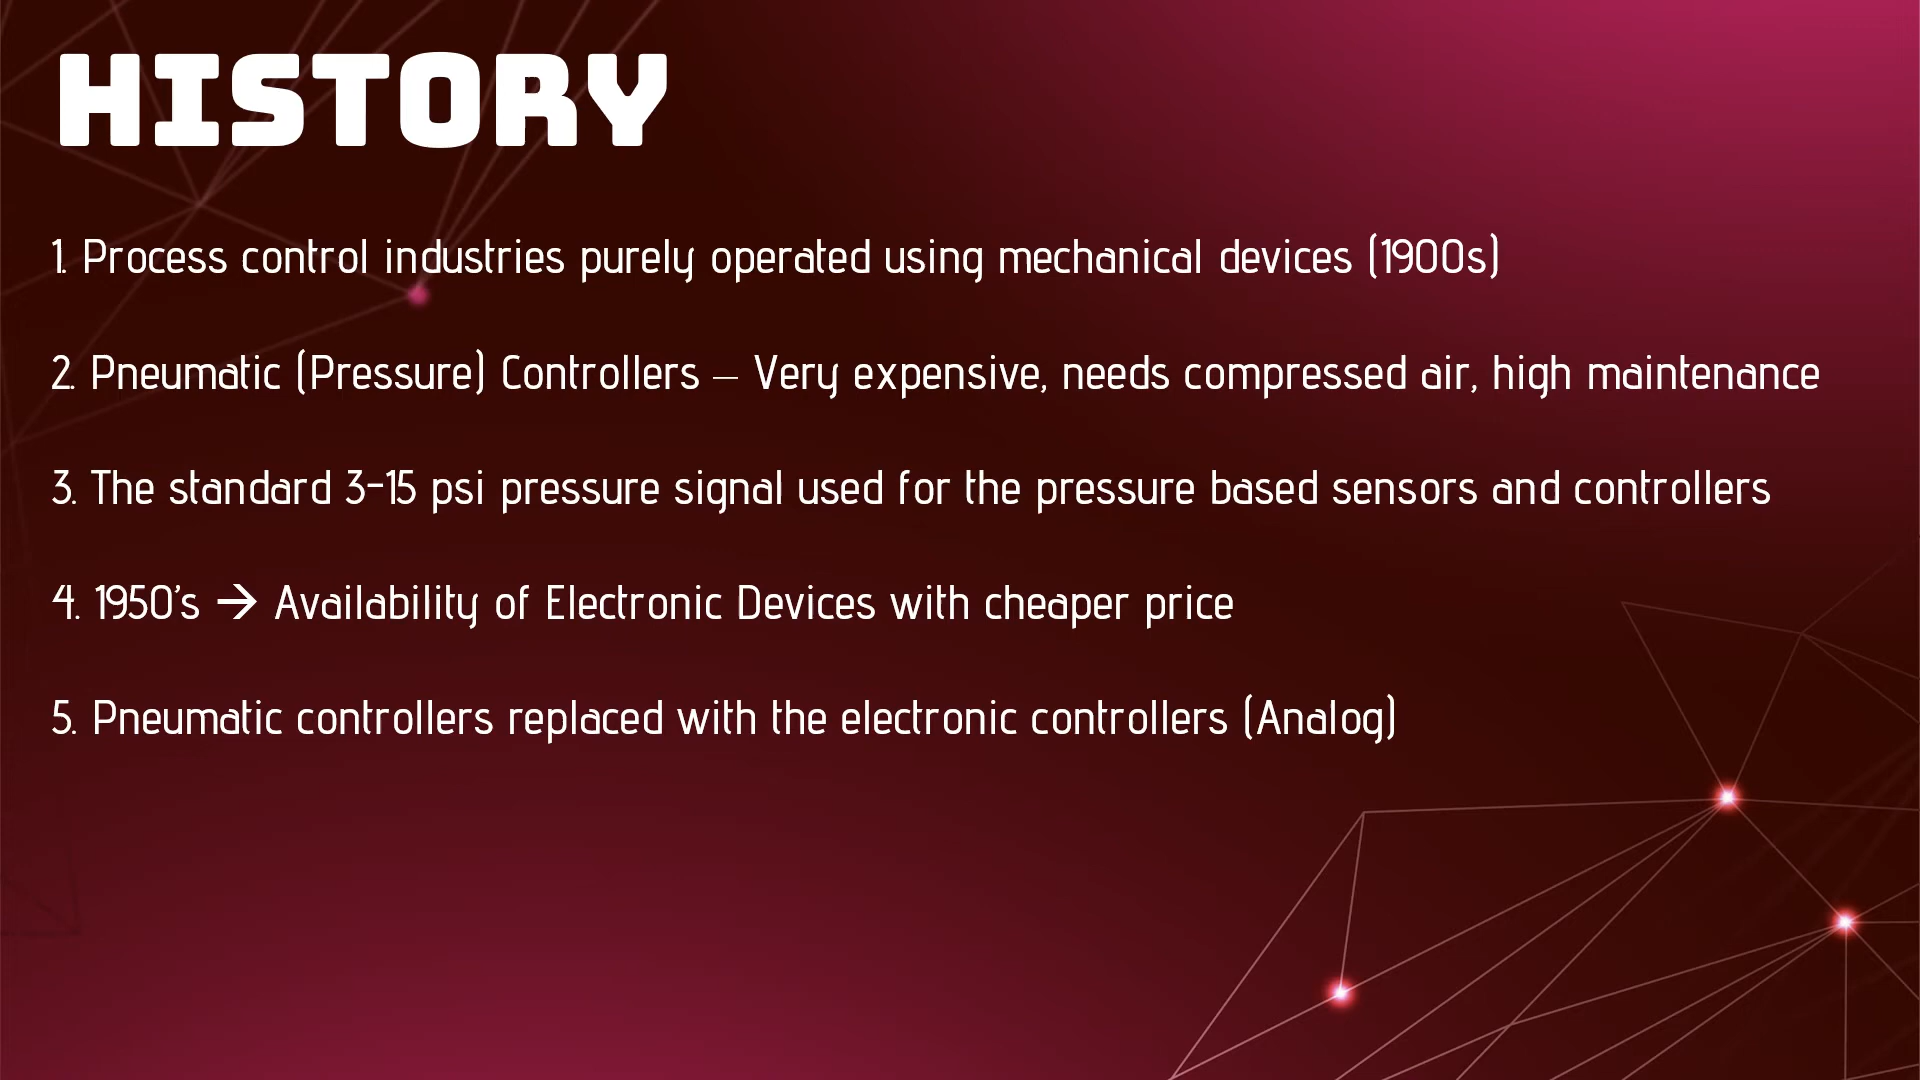 HISTORY
1. Process control industries purely operated using mechanical devices (1900s)
2. Pneumatic (Pressure) Controllers – Very expensive, needs compressed air, high maintenance
3. The standard 3-15 psi pressure signal used for the pressure based sensors and controllers
4. 1950’s → Availability of Electronic Devices with cheaper price
5. Pneumatic controllers replaced with the electronic controllers (Analog)